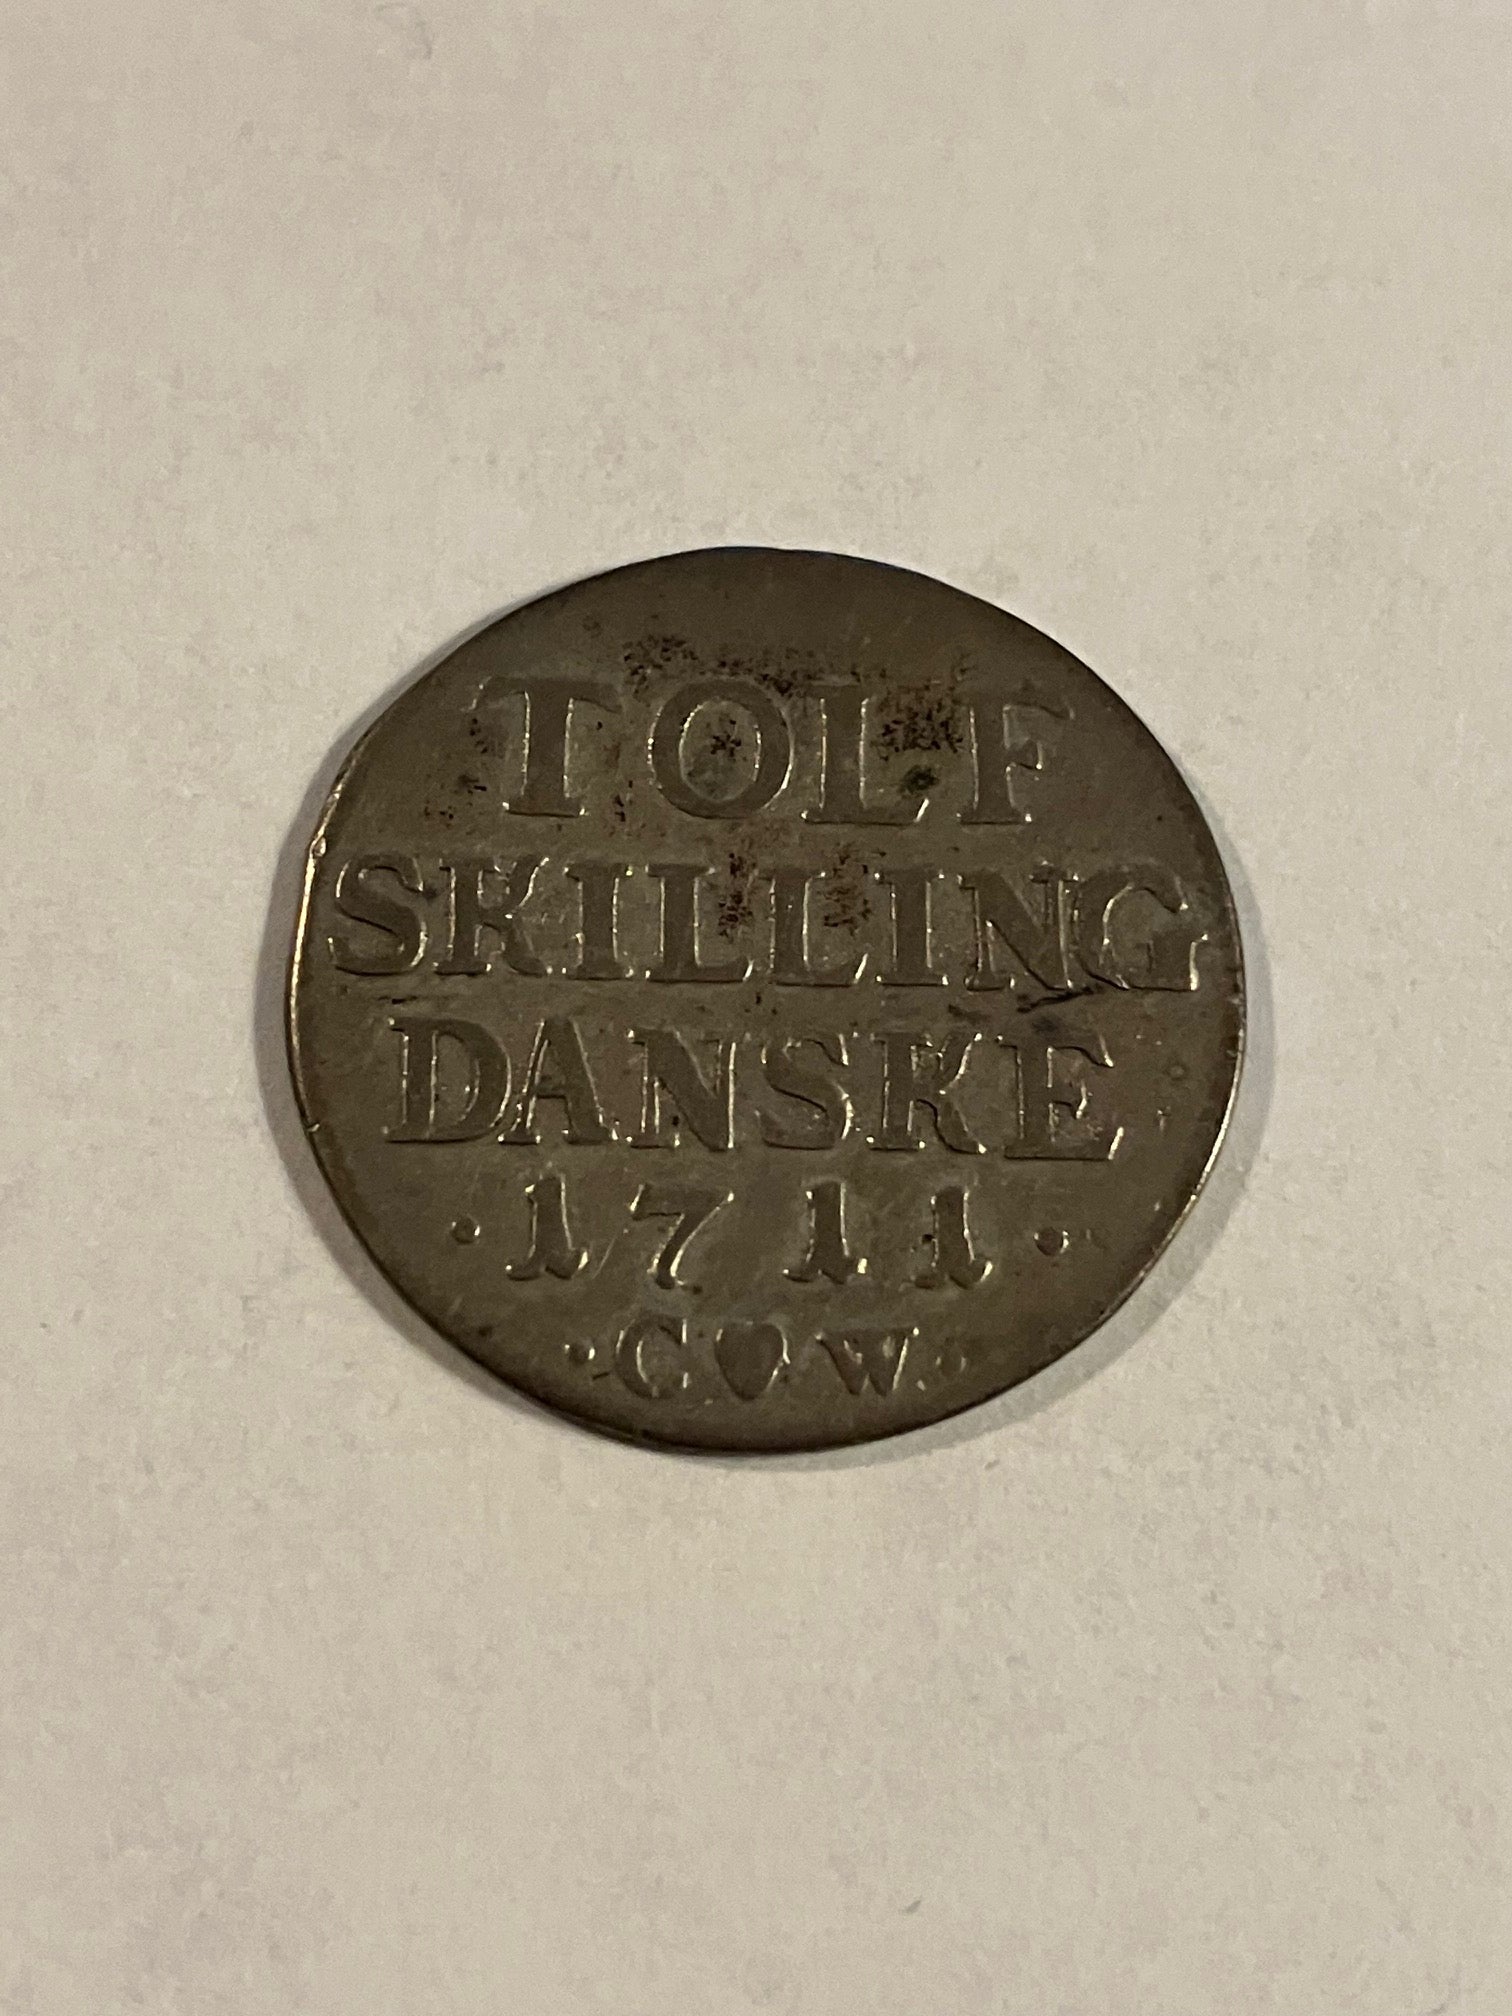 TOLF
SKILLING
DANSKE
· 1711 ·
· C♥W ·